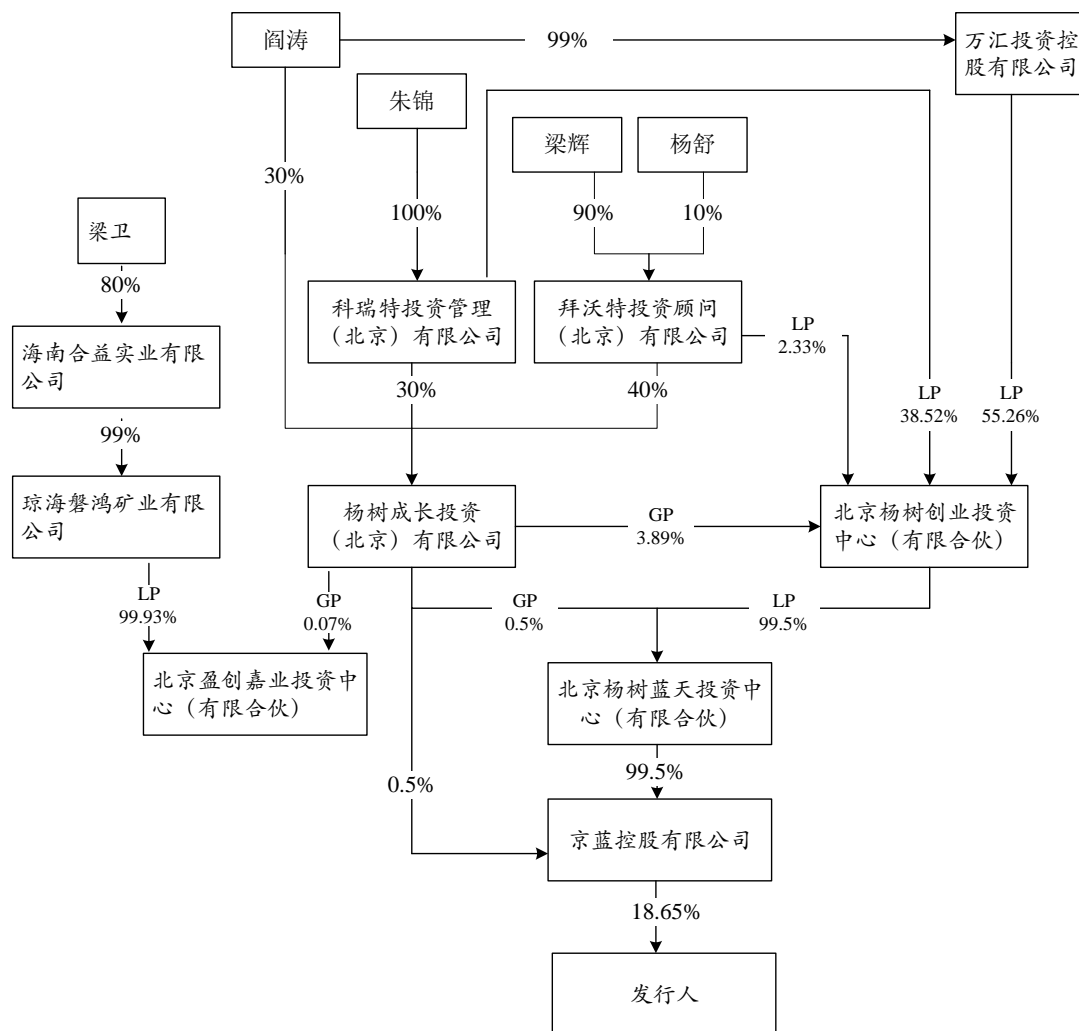 阎涛
99%
万汇投资控
股有限公司
朱锦
梁辉
杨舒
30%
100%
90%
10%
梁卫
80%
科瑞特投资管理
（北京）有限公司
拜沃特投资顾问
（北京）有限公司
LP
2.33%
海南合益实业有限
公司
30%
40%
LP
38.52%
LP
55.26%
99%
琼海磐鸿矿业有限
公司
杨树成长投资
（北京）有限公司
GP
3.89%
北京杨树创业投资
中心（有限合伙）
LP
99.93%
GP
0.07%
GP
0.5%
LP
99.5%
北京盈创嘉业投资中
心（有限合伙）
北京杨树蓝天投资中
心（有限合伙）
0.5%
99.5%
京蓝控股有限公司
18.65%
发行人